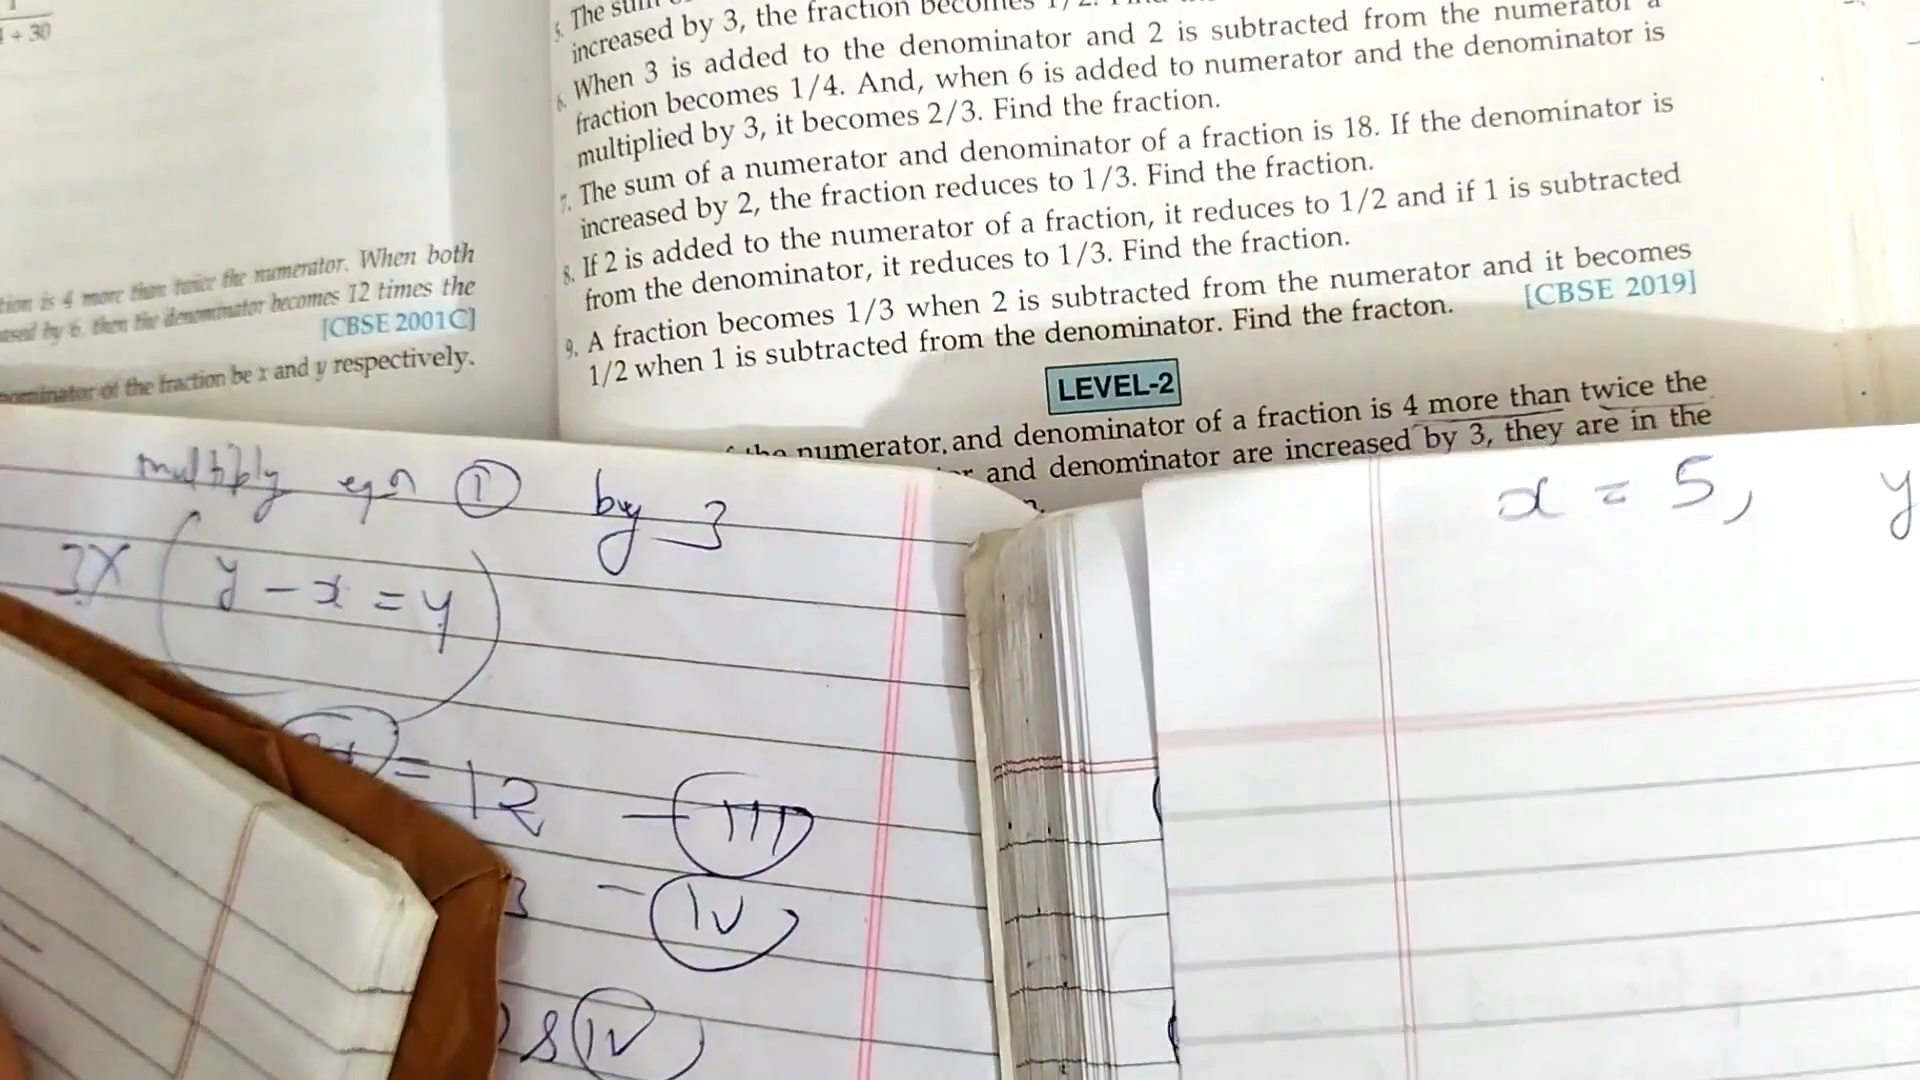 + 30
5. The sum
increased by 3, the fraction becomes 1/2.
6. When 3 is added to the denominator and 2 is subtracted from the numerator a
fraction becomes 1/4. And, when 6 is added to numerator and the denominator is
multiplied by 3, it becomes 2/3. Find the fraction.
7. The sum of a numerator and denominator of a fraction is 18. If the denominator is
increased by 2, the fraction reduces to 1/3. Find the fraction.
8. If 2 is added to the numerator of a fraction, it reduces to 1/2 and if 1 is subtracted
from the denominator, it reduces to 1/3. Find the fraction.
9. A fraction becomes 1/3 when 2 is subtracted from the numerator and it becomes
1/2 when 1 is subtracted from the denominator. Find the fracton. [CBSE 2019]
LEVEL-2
numerator and denominator of a fraction is 4 more than twice the
and denominator are increased by 3, they are in the
is 4 more than twice the numerator. When both
by 6, then the denominator becomes 12 times the
[CBSE 2001C]
of the fraction be x and y respectively.
multiply eqn I by 3
3X ( y - x = 4 )
= 12 - III
3 - IV
& IV
x = 5, y